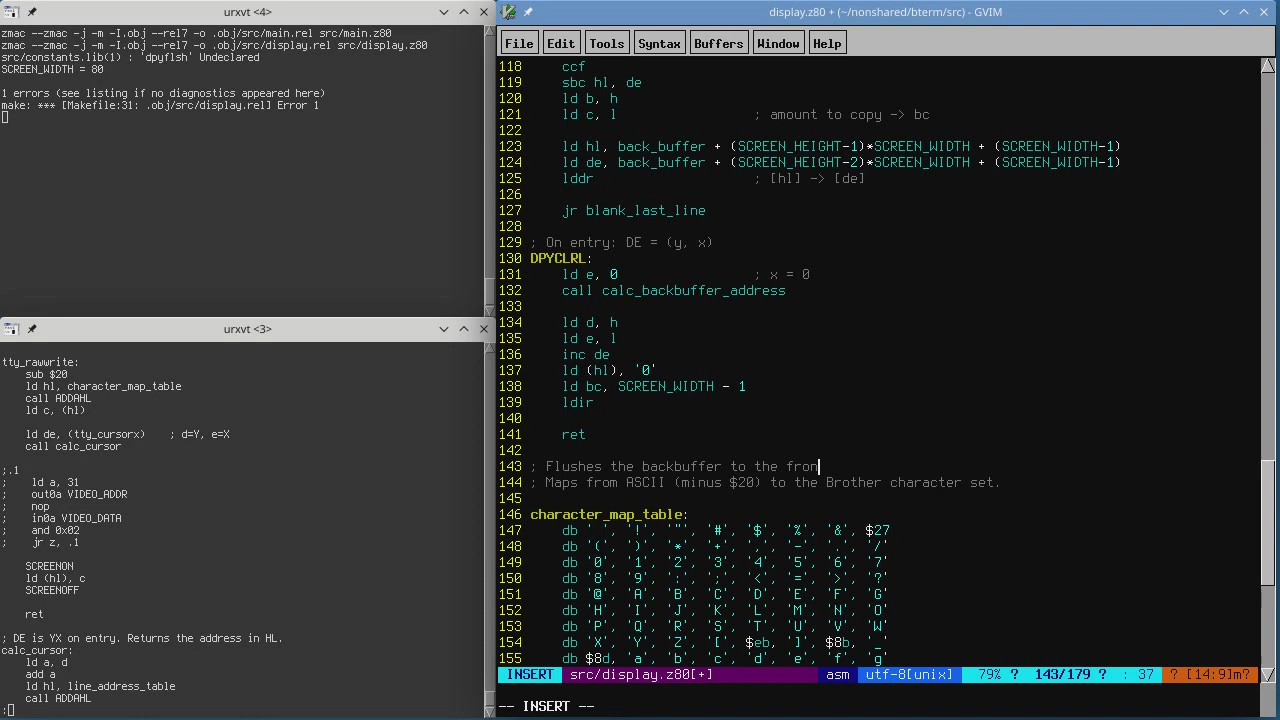 urxvt <4>
zmac --zmac -j -m -I.obj --rel7 -o .obj/src/main.rel src/main.z80
zmac --zmac -j -m -I.obj --rel7 -o .obj/src/display.rel src/display.z80
src/constants.lib(1) : 'dpyflsh' Undeclared
SCREEN_WIDTH = 80
1 errors (see listing if no diagnostics appeared here)
make: *** [Makefile:31: .obj/src/display.rel] Error 1
urxvt <3>
tty_rawwrite:
sub $20
ld hl, character_map_table
call ADDAHL
ld c, (hl)
ld de, (tty_cursorx) ; d=Y, e=X
call calc_cursor
;.1
; ld a, 31
; out0a VIDEO_ADDR
; nop
; in0a VIDEO_DATA
; and 0x02
; jr z, .1
SCREENON
ld (hl), c
SCREENOFF
ret
; DE is YX on entry. Returns the address in HL.
calc_cursor:
ld a, d
add a
ld hl, line_address_table
call ADDAHL
:
display.z80 + (~/nonshared/bterm/src) - GVIM
File Edit Tools Syntax Buffers Window Help
118 ccf
119 sbc hl, de
120 ld b, h
121 ld c, l ; amount to copy -> bc
122
123 ld hl, back_buffer + (SCREEN_HEIGHT-1)*SCREEN_WIDTH + (SCREEN_WIDTH-1)
124 ld de, back_buffer + (SCREEN_HEIGHT-2)*SCREEN_WIDTH + (SCREEN_WIDTH-1)
125 lddr ; [hl] -> [de]
126
127 jr blank_last_line
128
129 ; On entry: DE = (y, x)
130 DPYCLRL:
131 ld e, 0 ; x = 0
132 call calc_backbuffer_address
133
134 ld d, h
135 ld e, l
136 inc de
137 ld (hl), '0'
138 ld bc, SCREEN_WIDTH - 1
139 ldir
140
141 ret
142
143 ; Flushes the backbuffer to the fron
144 ; Maps from ASCII (minus $20) to the Brother character set.
145
146 character_map_table:
147 db ' ', '!', '"', '#', '$', '%', '&', $27
148 db '(', ')', '*', '+', ',', '-', '.', '/'
149 db '0', '1', '2', '3', '4', '5', '6', '7'
150 db '8', '9', ':', ';', '<', '=', '>', '?'
151 db '@', 'A', 'B', 'C', 'D', 'E', 'F', 'G'
152 db 'H', 'I', 'J', 'K', 'L', 'M', 'N', 'O'
153 db 'P', 'Q', 'R', 'S', 'T', 'U', 'V', 'W'
154 db 'X', 'Y', 'Z', '[', $eb, ']', $8b, '_'
155 db $8d, 'a', 'b', 'c', 'd', 'e', 'f', 'g'
INSERT src/display.z80[+] asm utf-8[unix] 79% ? 143/179 ? : 37 ? [14:9]m?
-- INSERT --